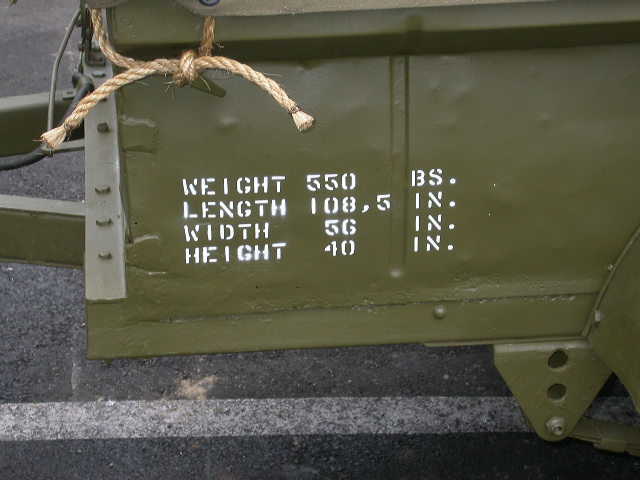 WEIGHT 550 BS.
LENGTH 108,5 IN.
WIDTH 56 IN.
HEIGHT 40 IN.